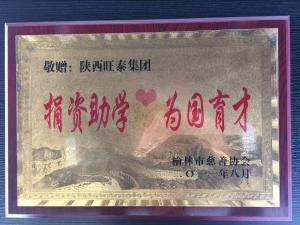 敬赠：陕西旺泰集团
捐资助学 为国育才
榆林市慈善协会
二〇一一年八月